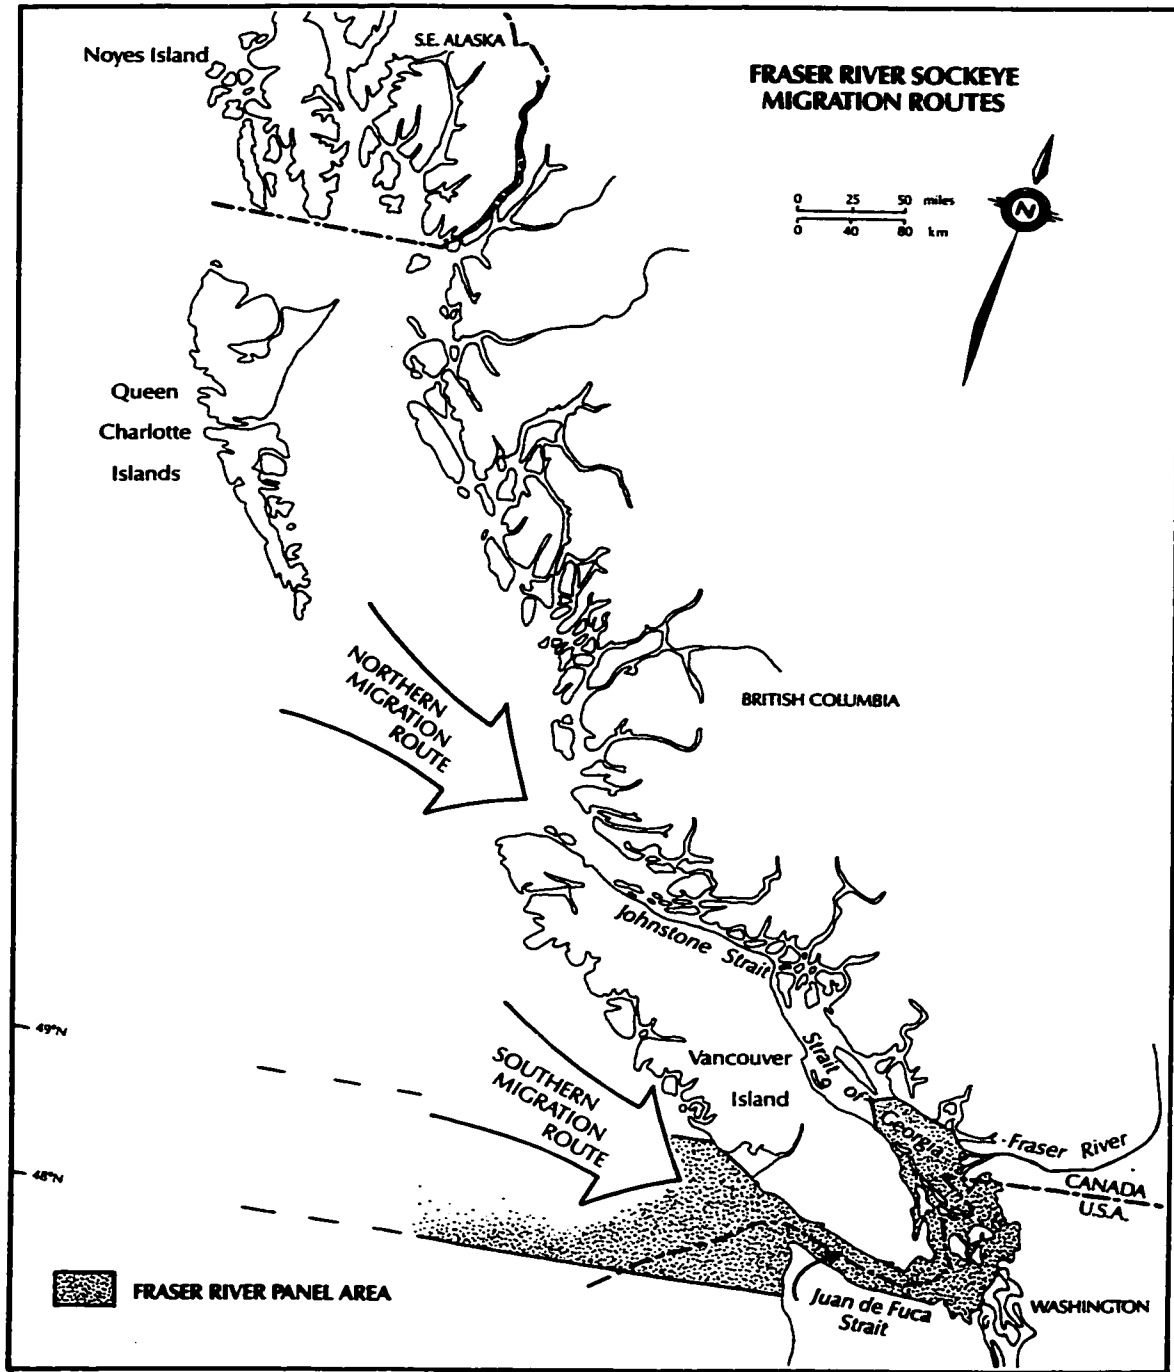 Noyes Island
S.E. ALASKA
FRASER RIVER SOCKEYE
MIGRATION ROUTES
0 25 50 miles
0 40 80 km
N
Queen
Charlotte
Islands
NORTHERN
MIGRATION
ROUTE
BRITISH COLUMBIA
Johnstone Strait
49°N
SOUTHERN
MIGRATION
ROUTE
Vancouver
Island
Strait of
Georgia
Fraser River
48°N
CANADA
U.S.A.
FRASER RIVER PANEL AREA
Juan de Fuca
Strait
WASHINGTON